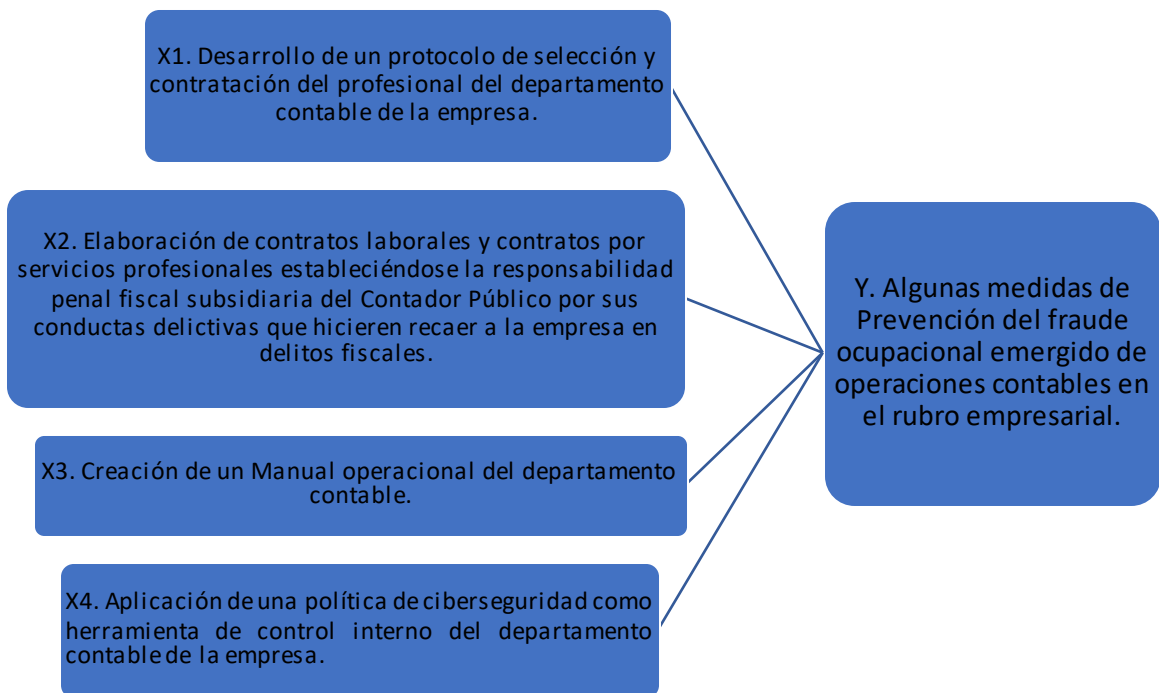 X1. Desarrollo de un protocolo de selección y
contratación del profesional del departamento
contable de la empresa.
X2. Elaboración de contratos laborales y contratos por
servicios profesionales estableciéndose la responsabilidad
penal fiscal subsidiaria del Contador Público por sus
conductas delictivas que hicieren recaer a la empresa en
delitos fiscales.
X3. Creación de un Manual operacional del departamento
contable.
X4. Aplicación de una política de ciberseguridad como
herramienta de control interno del departamento
contable de la empresa.
Y. Algunas medidas de
Prevención del fraude
ocupacional emergido de
operaciones contables en
el rubro empresarial.